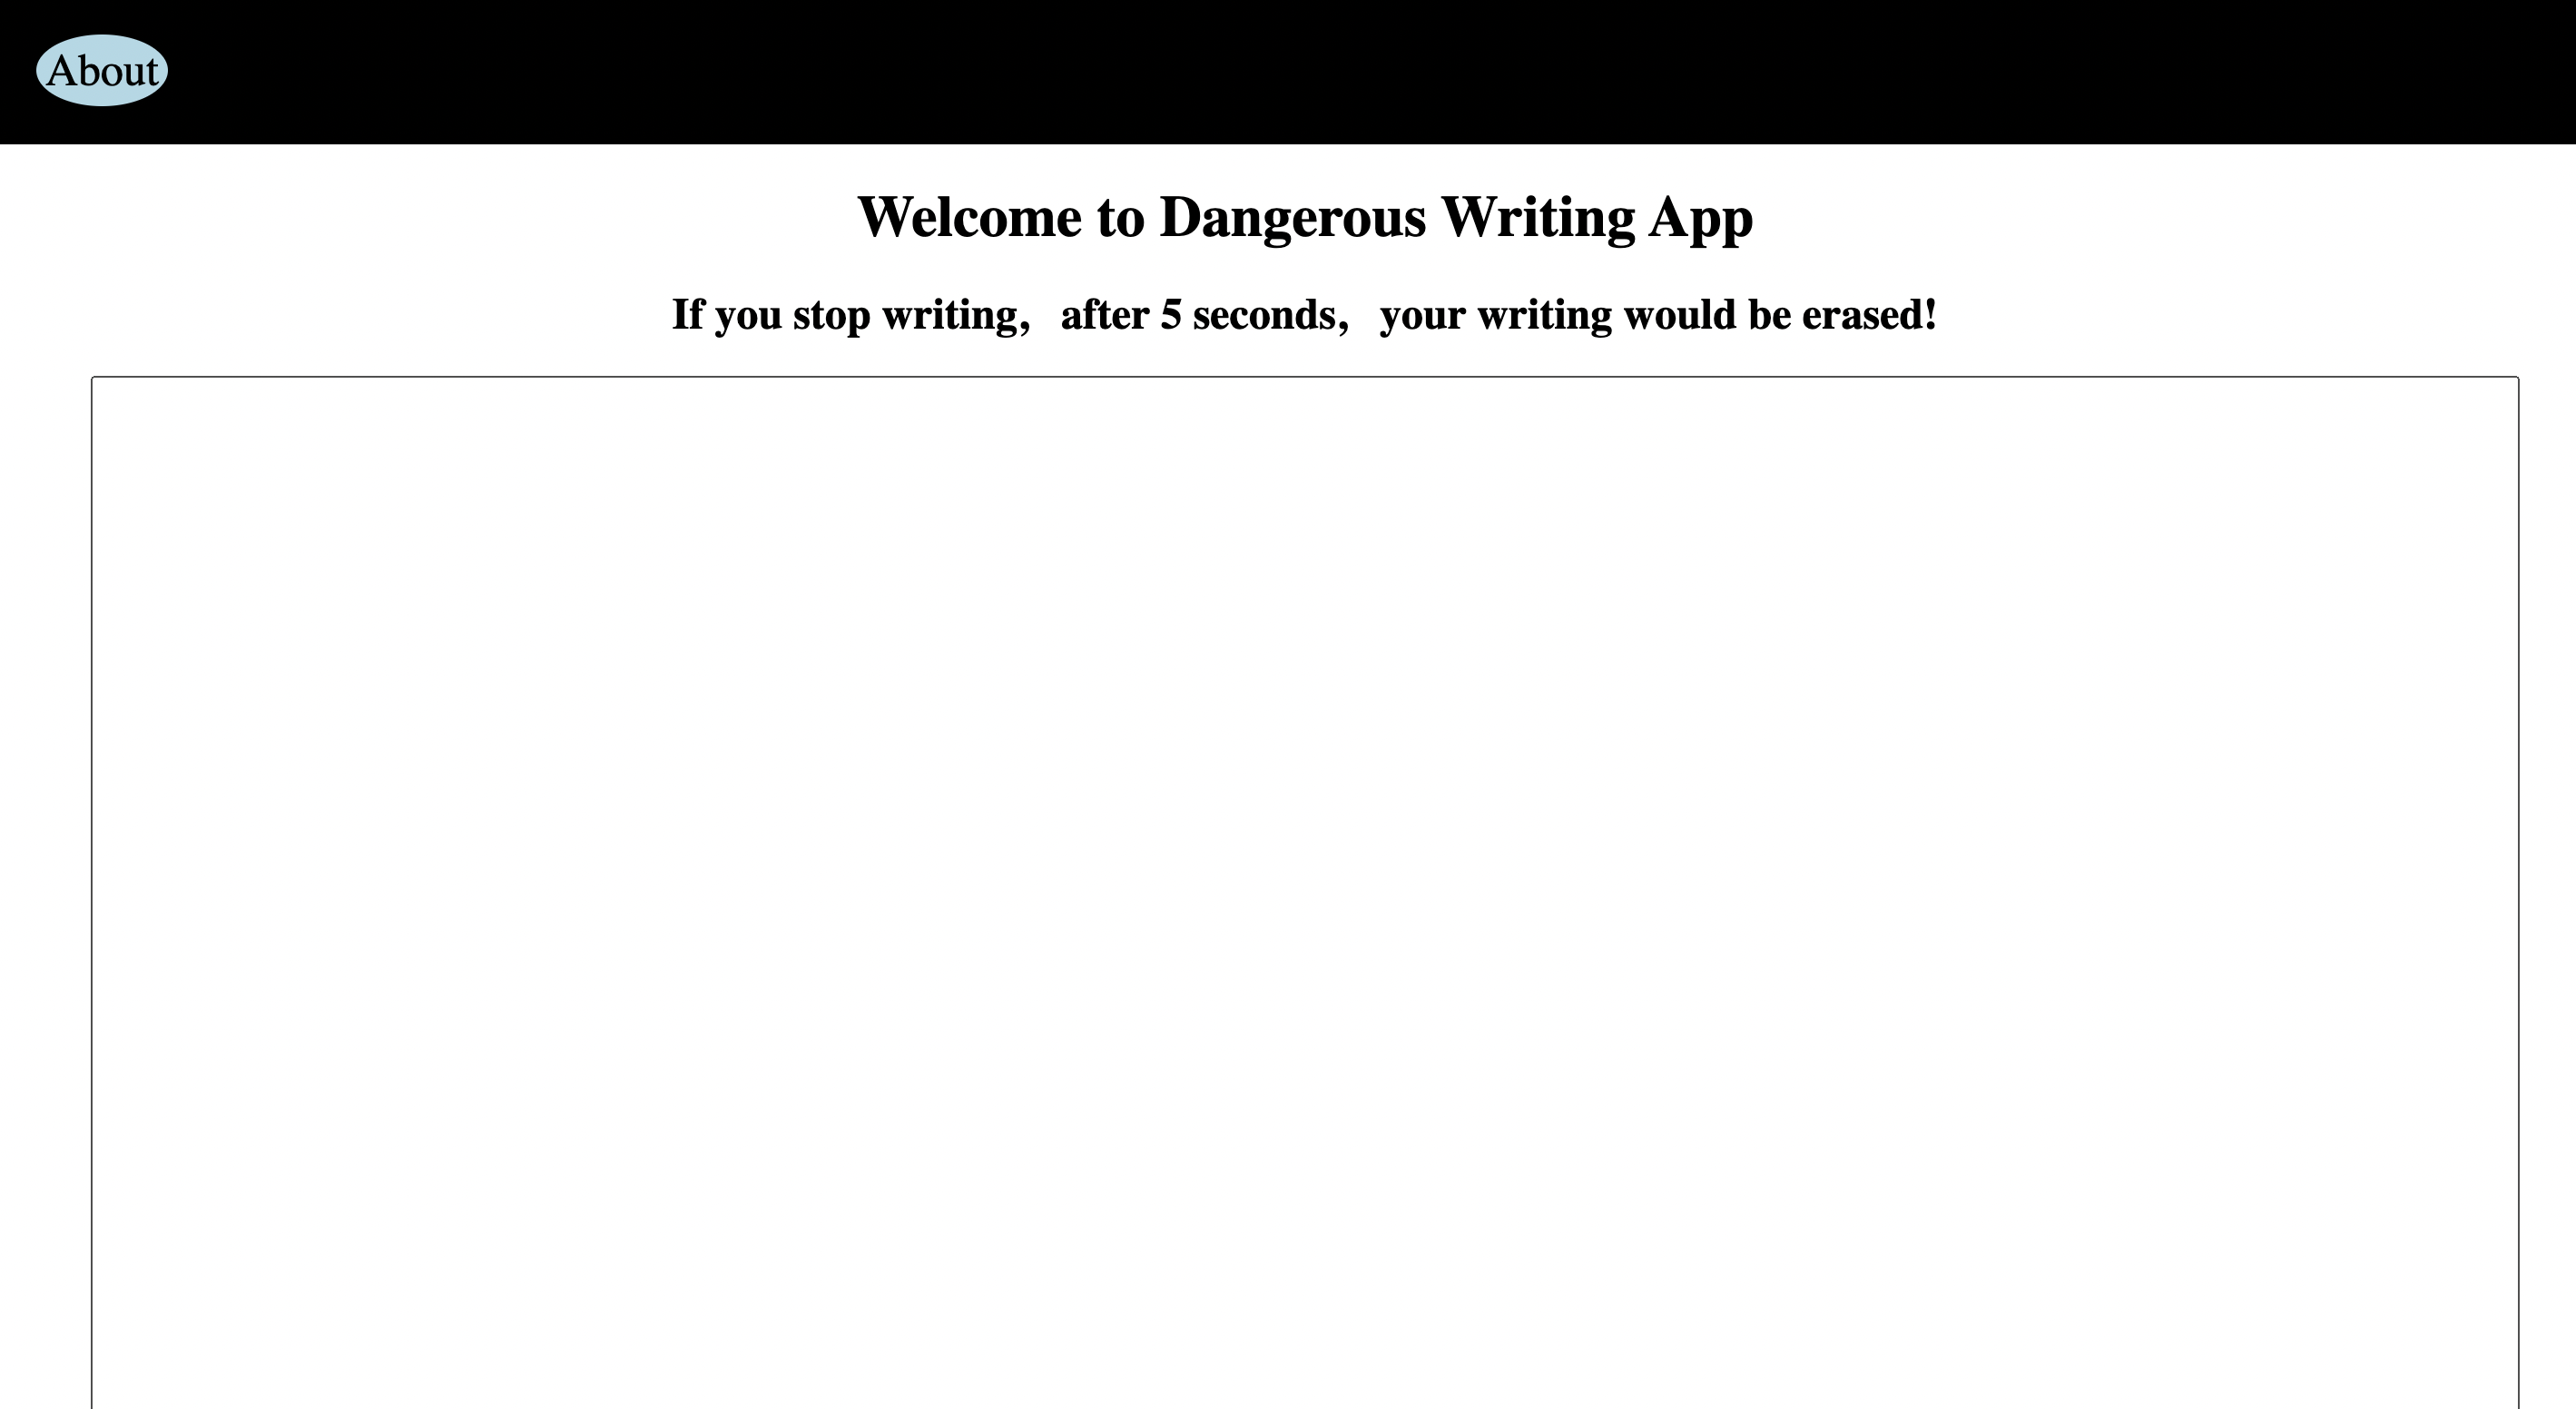 About
Welcome to Dangerous Writing App
If you stop writing， after 5 seconds， your writing would be erased!